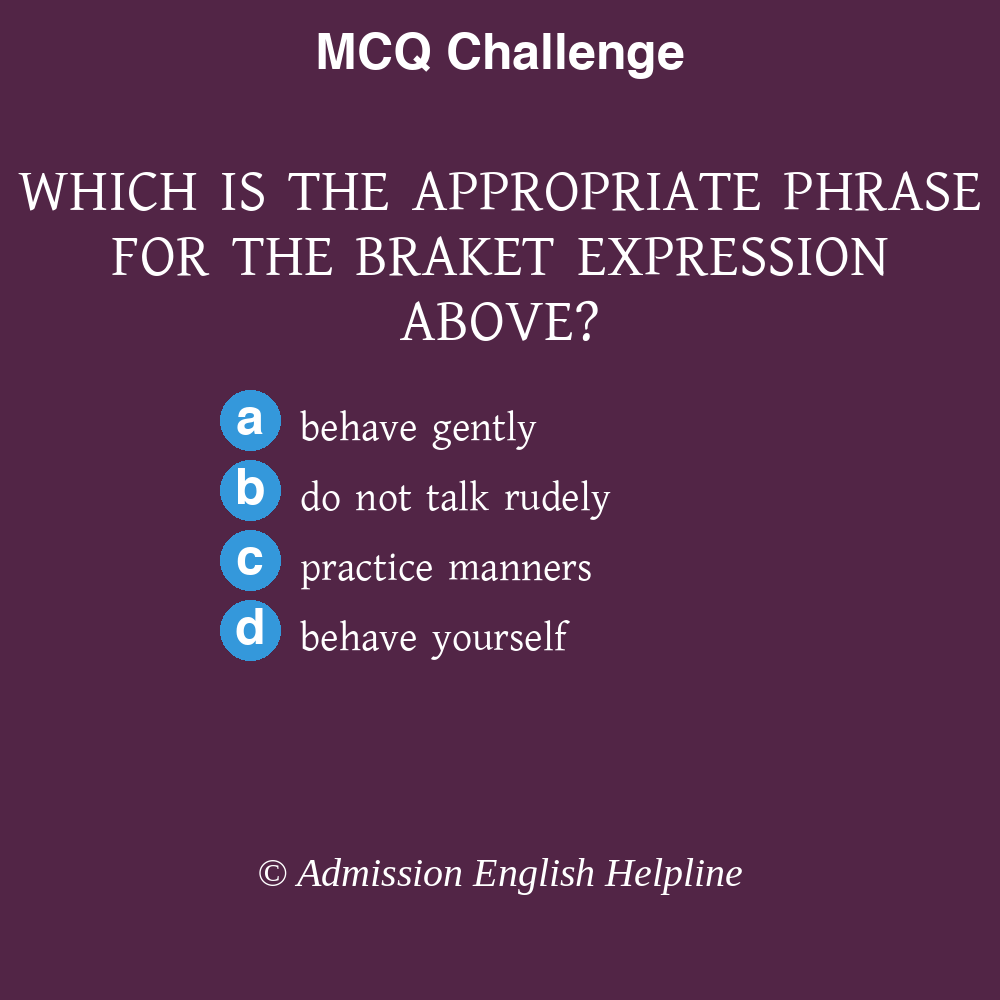 MCQ Challenge
WHICH IS THE APPROPRIATE PHRASE
FOR THE BRAKET EXPRESSION
ABOVE?
a behave gently
b do not talk rudely
c practice manners
d behave yourself
© Admission English Helpline